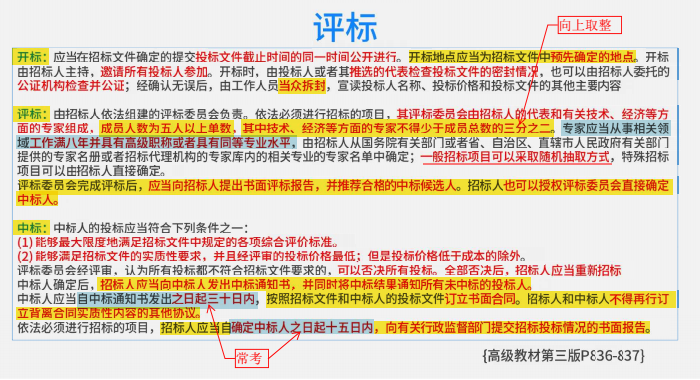 评标
向上取整
开标：应当在招标文件确定的提交投标文件截止时间的同一时间公开进行。开标地点应当为招标文件中预先确定的地点。开标
由招标人主持，邀请所有投标人参加。开标时，由投标人或者其推选的代表检查投标文件的密封情况，也可以由招标人委托的
公证机构检查并公证；经确认无误后，由工作人员当众拆封，宣读投标人名称、投标价格和投标文件的其他主要内容
评标：由招标人依法组建的评标委员会负责。依法必须进行招标的项目，其评标委员会由招标人的代表和有关技术、经济等方
面的专家组成，成员人数为五人以上单数，其中技术、经济等方面的专家不得少于成员总数的三分之二。专家应当从事相关领
域工作满八年并具有高级职称或者具有同等专业水平，由招标人从国务院有关部门或者省、自治区、直辖市人民政府有关部门
提供的专家名册或者招标代理机构的专家库内的相关专业的专家名单中确定；一般招标项目可以采取随机抽取方式，特殊招标
项目可以由招标人直接确定。
评标委员会完成评标后，应当向招标人提出书面评标报告，并推荐合格的中标候选人。招标人也可以授权评标委员会直接确定
中标人。
中标：中标人的投标应当符合下列条件之一：
(1) 能够最大限度地满足招标文件中规定的各项综合评价标准。
(2) 能够满足招标文件的实质性要求，并且经评审的投标价格最低；但是投标价格低于成本的除外。
评标委员会经评审，认为所有投标都不符合招标文件要求的，可以否决所有投标。全部否决后，招标人应当重新招标
中标人确定后，招标人应当向中标人发出中标通知书，并同时将中标结果通知所有未中标的投标人。
中标人应当自中标通知书发出之日起三十日内，按照招标文件和中标人的投标文件订立书面合同。招标人和中标人不得再行订
立背离合同实质性内容的其他协议。
依法必须进行招标的项目，招标人应当自确定中标人之日起十五日内，向有关行政监督部门提交招标投标情况的书面报告。
常考
{高级教材第三版P836-837}